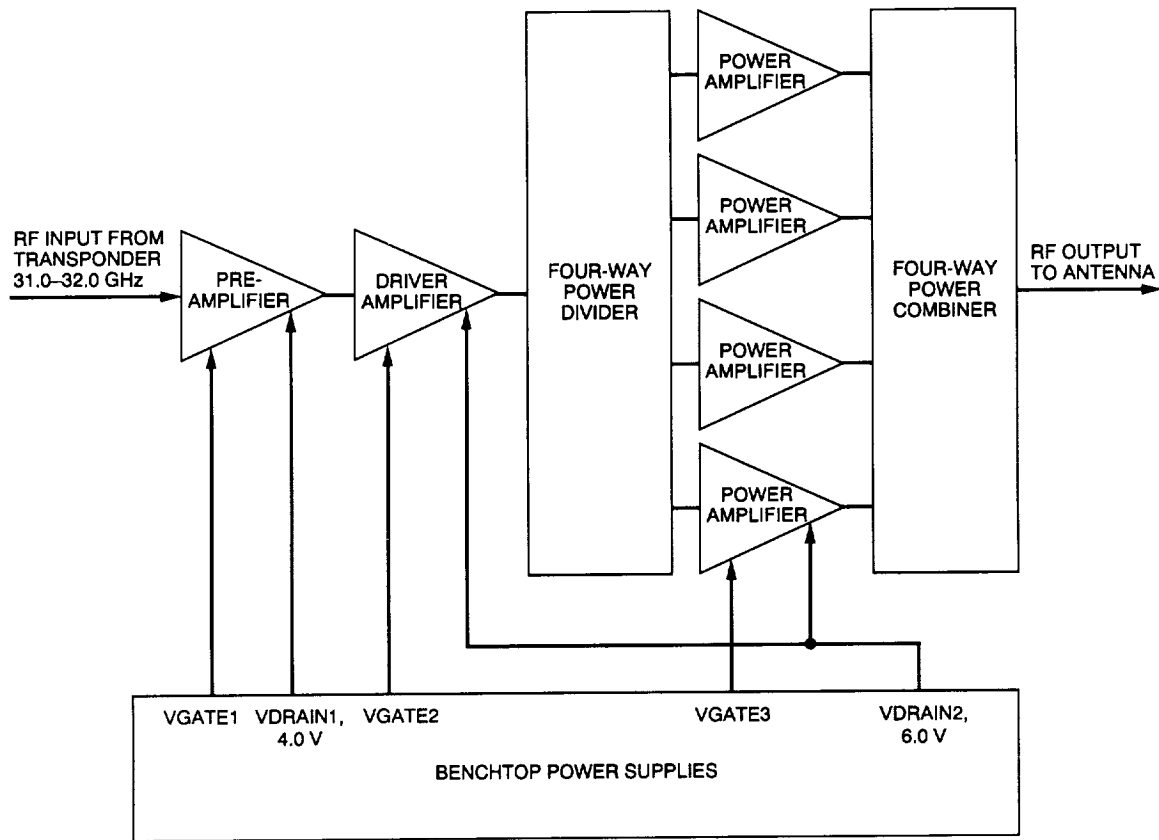 RF INPUT FROM
TRANSPONDER
31.0–32.0 GHz
PRE-
AMPLIFIER
DRIVER
AMPLIFIER
FOUR-WAY
POWER
DIVIDER
POWER
AMPLIFIER
POWER
AMPLIFIER
POWER
AMPLIFIER
POWER
AMPLIFIER
FOUR-WAY
POWER
COMBINER
RF OUTPUT
TO ANTENNA
VGATE1
VDRAIN1,
4.0 V
VGATE2
VGATE3
VDRAIN2,
6.0 V
BENCHTOP POWER SUPPLIES